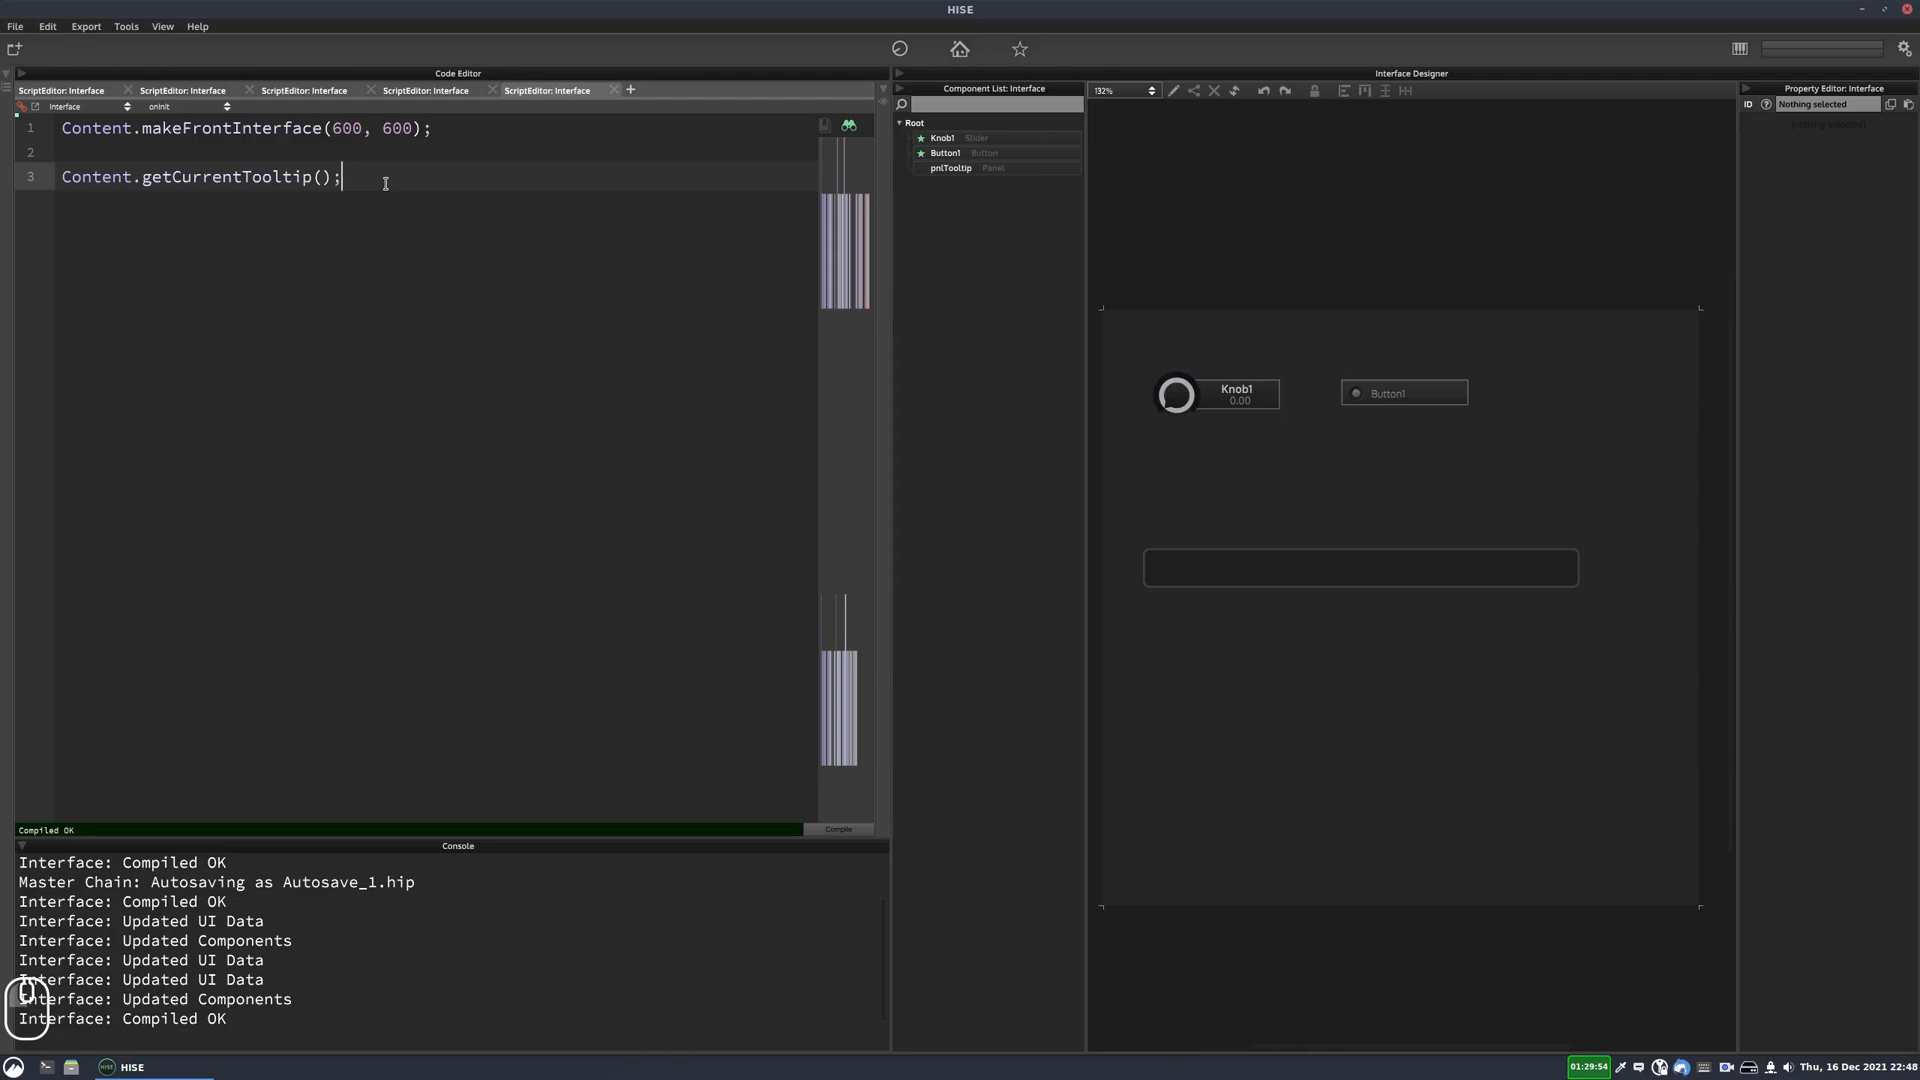 HISE
File Edit Export Tools View Help
Code Editor
Interface Designer
ScriptEditor: Interface
ScriptEditor: Interface
ScriptEditor: Interface
ScriptEditor: Interface
ScriptEditor: Interface
Component List: Interface
132%
Property Editor: Interface
Interface
onInit
ID
Nothing selected
(nothing selected)
1 Content.makeFrontInterface(600, 600);
2
3 Content.getCurrentTooltip();
Root
Knob1 Slider
Button1 Button
pnlTooltip Panel
Knob1
0.00
Button1
Compiled OK
Compile
Console
Interface: Compiled OK
Master Chain: Autosaving as Autosave_1.hip
Interface: Compiled OK
Interface: Updated UI Data
Interface: Updated Components
Interface: Updated UI Data
Interface: Updated UI Data
Interface: Updated Components
Interface: Compiled OK
HISE
HISE
01:29:54
Thu, 16 Dec 2021 22:48